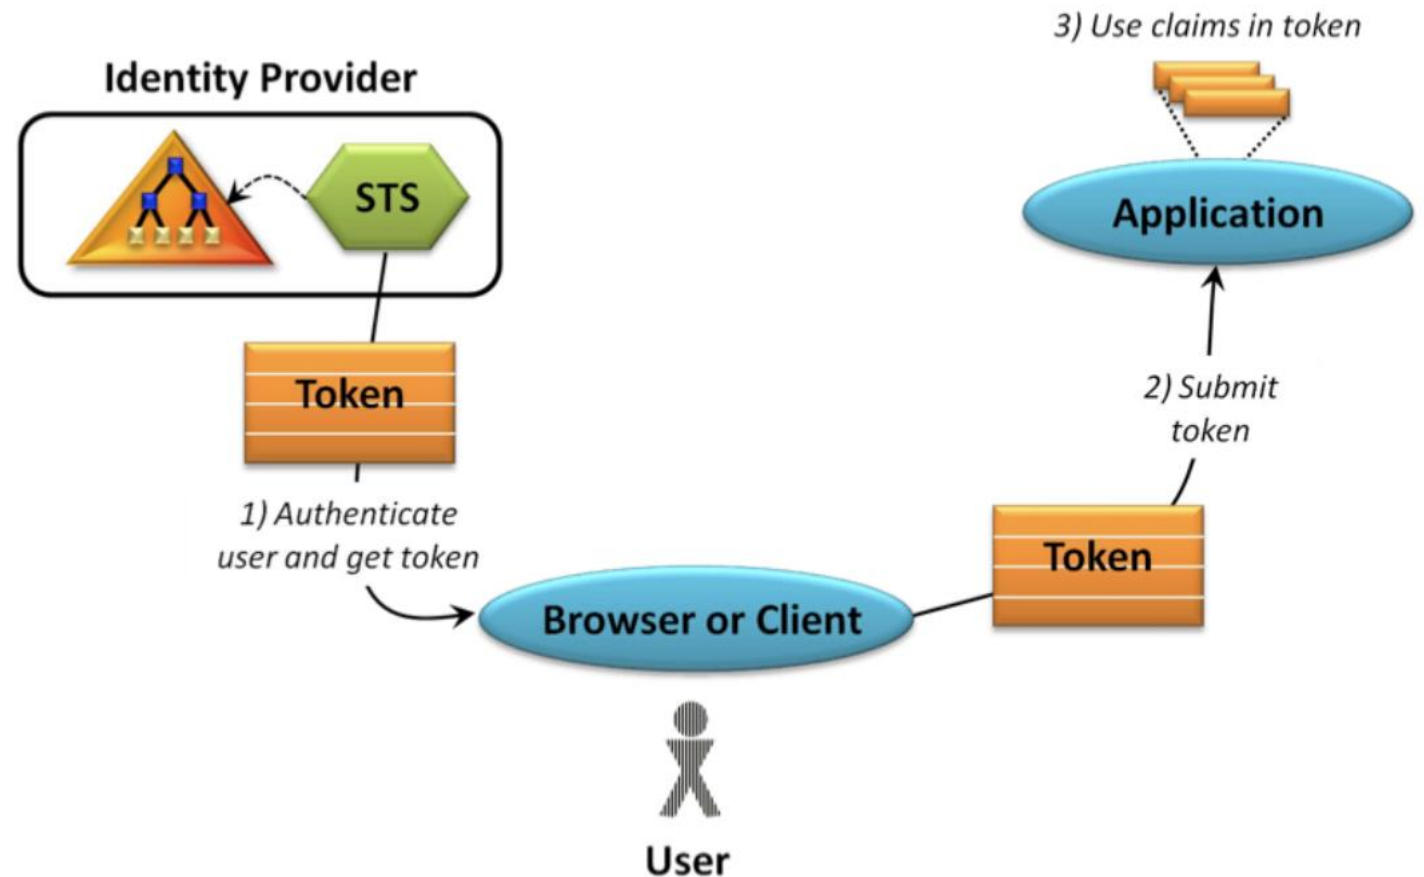 Identity Provider
STS
Token
1) Authenticate
user and get token
Browser or Client
User
Token
2) Submit
token
Application
3) Use claims in token